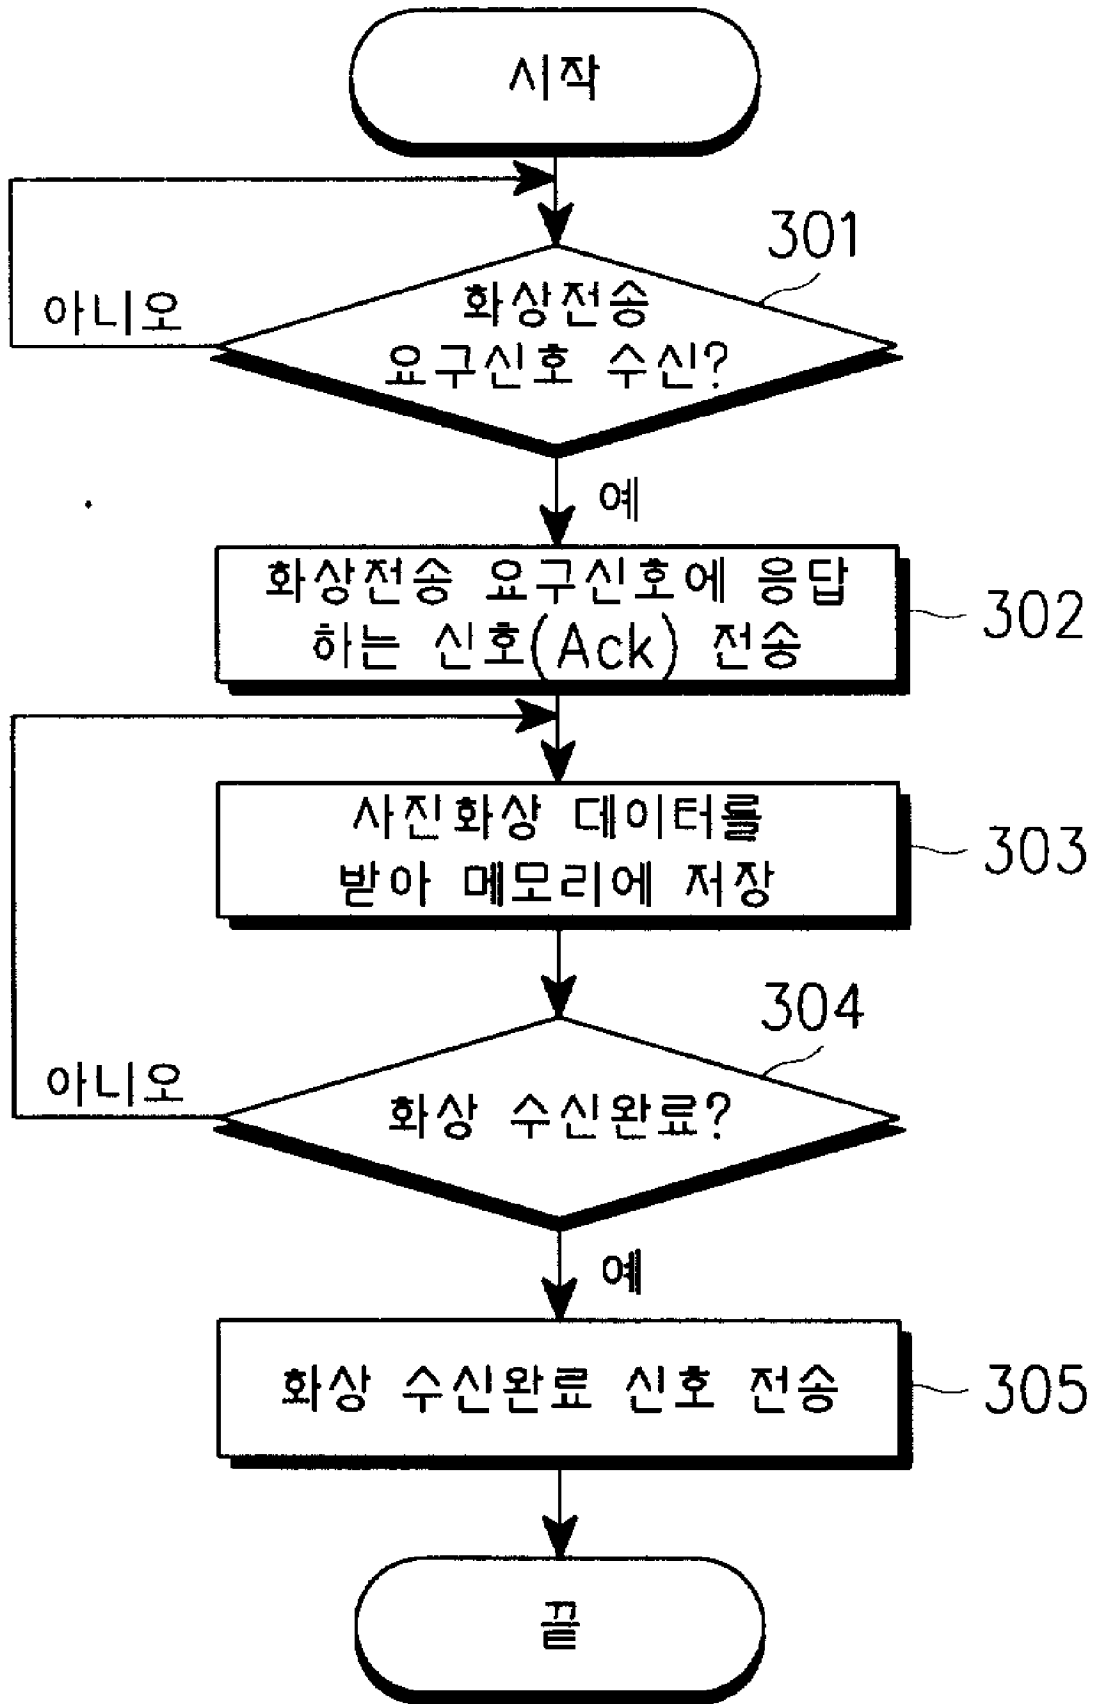 시작
301
아니오
화상전송
요구신호 수신?
예
화상전송 요구신호에 응답
하는 신호(Ack) 전송
302
사진화상 데이터를
받아 메모리에 저장
303
304
아니오
화상 수신완료?
예
화상 수신완료 신호 전송
305
끝